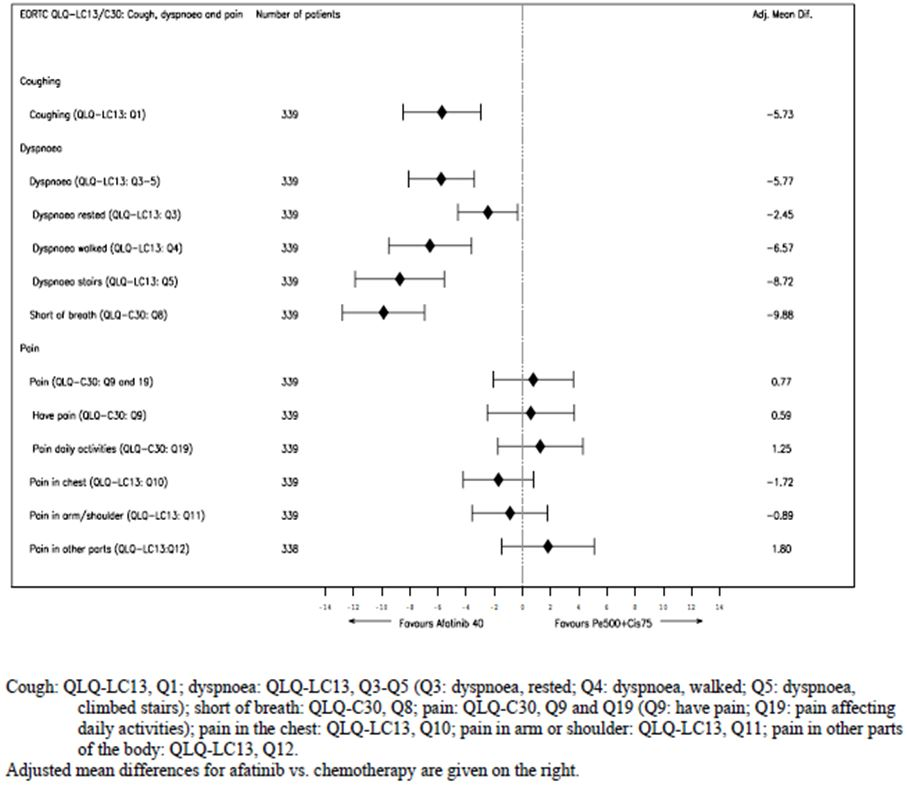 EORTC QLQ-LC13/C30: Cough, dyspnoea and pain Number of patients Adj. Mean Dif.
Coughing
Coughing (QLQ-LC13: Q1) 339 -5.73
Dyspnoea
Dyspnoea (QLQ-LC13: Q3-5) 339 -5.77
Dyspnoea rested (QLQ-LC13: Q3) 339 -2.45
Dyspnoea walked (QLQ-LC13: Q4) 339 -6.57
Dyspnoea stairs (QLQ-LC13: Q5) 339 -8.72
Short of breath (QLQ-C30: Q8) 339 -9.88
Pain
Pain (QLQ-C30: Q9 and 19) 339 0.77
Have pain (QLQ-C30: Q9) 339 0.59
Pain daily activities (QLQ-C30: Q19) 339 1.25
Pain in chest (QLQ-LC13: Q10) 339 -1.72
Pain in arm/shoulder (QLQ-LC13: Q11) 339 -0.89
Pain in other parts (QLQ-LC13:Q12) 338 1.80
-14 -12 -10 -8 -6 -4 -2 0 2 4 6 8 10 12 14
Favours Afatinib 40 Favours Pe500+Cis75
Cough: QLQ-LC13, Q1; dyspnoea: QLQ-LC13, Q3-Q5 (Q3: dyspnoea, rested; Q4: dyspnoea, walked; Q5: dyspnoea,
climbed stairs); short of breath: QLQ-C30, Q8; pain: QLQ-C30, Q9 and Q19 (Q9: have pain; Q19: pain affecting
daily activities); pain in the chest: QLQ-LC13, Q10; pain in arm or shoulder: QLQ-LC13, Q11; pain in other parts
of the body: QLQ-LC13, Q12.
Adjusted mean differences for afatinib vs. chemotherapy are given on the right.